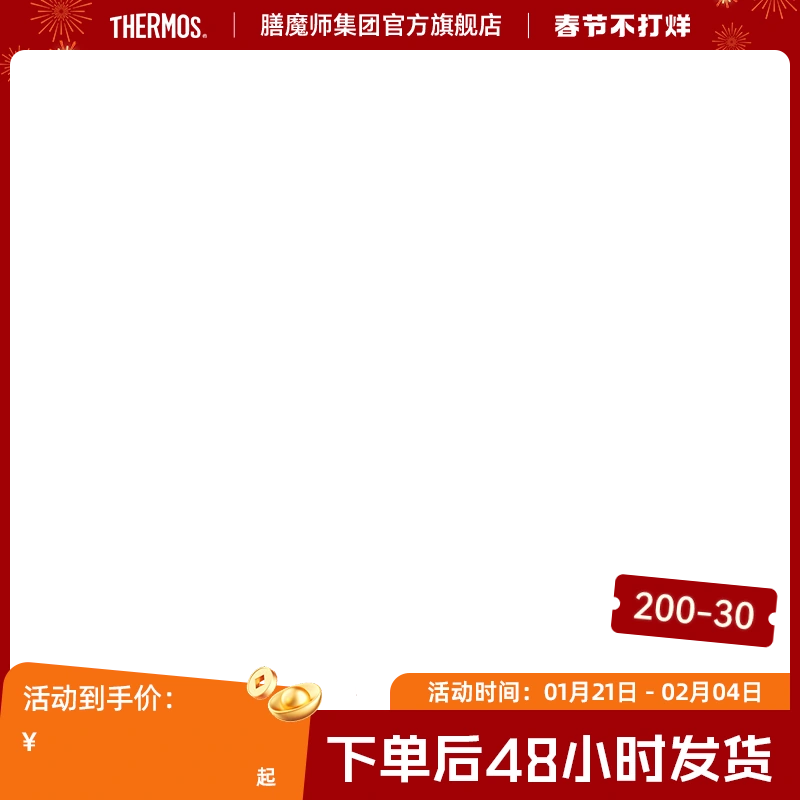 THERMOS 膳魔师集团官方旗舰店 春节不打烊
200-30
活动到手价：
¥
起
活动时间：01月21日 - 02月04日
下单后48小时发货